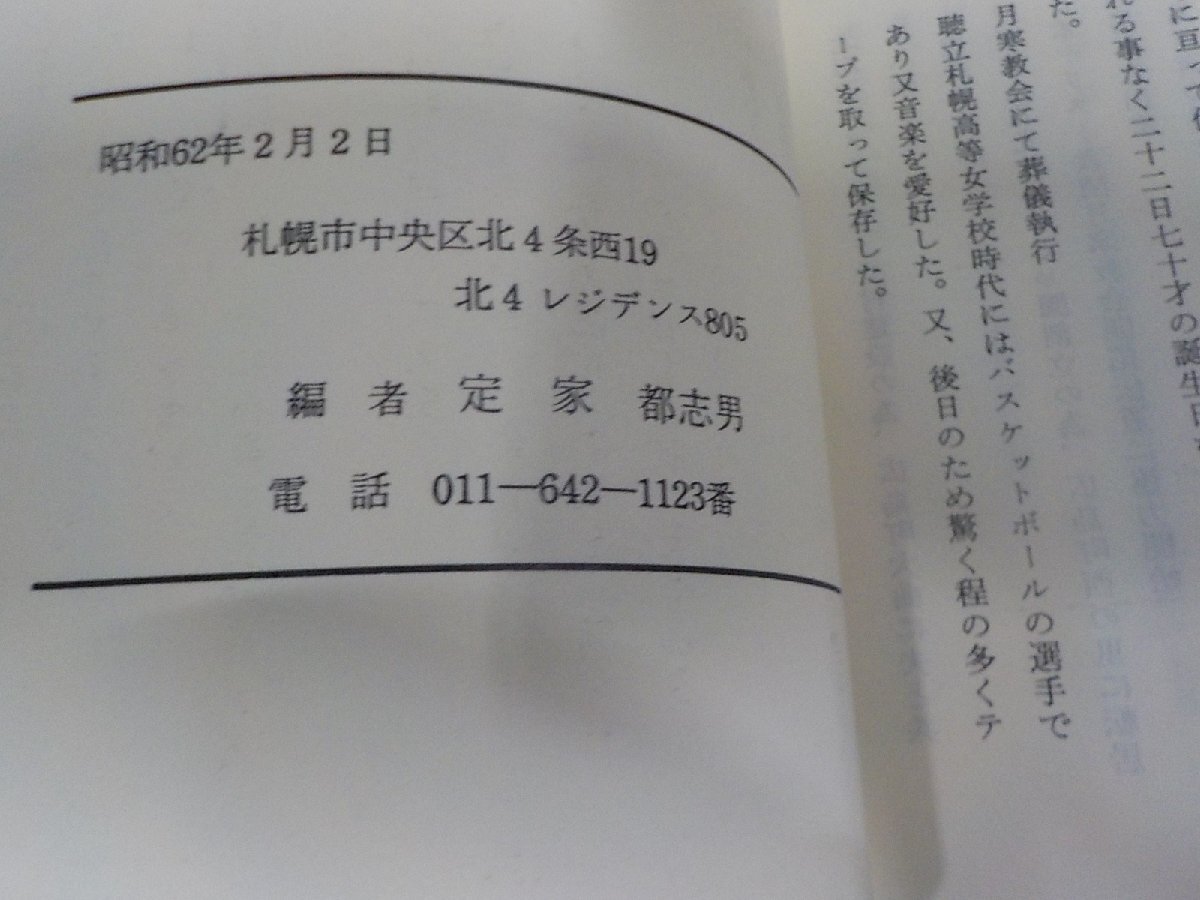 に亘って
れる事なく二十二日七十才の誕生日
た。
月寒教会にて葬儀執行
聴立札幌高等女学校時代にはバスケットボールの選手で
あり又音楽を愛好した。又、後日のため驚く程の多くテ
ープを取って保存した。
昭和62年2月2日
札幌市中央区北4条西19
北4レジデンス805
編者 定家 都志男
電話 011―642―1123番